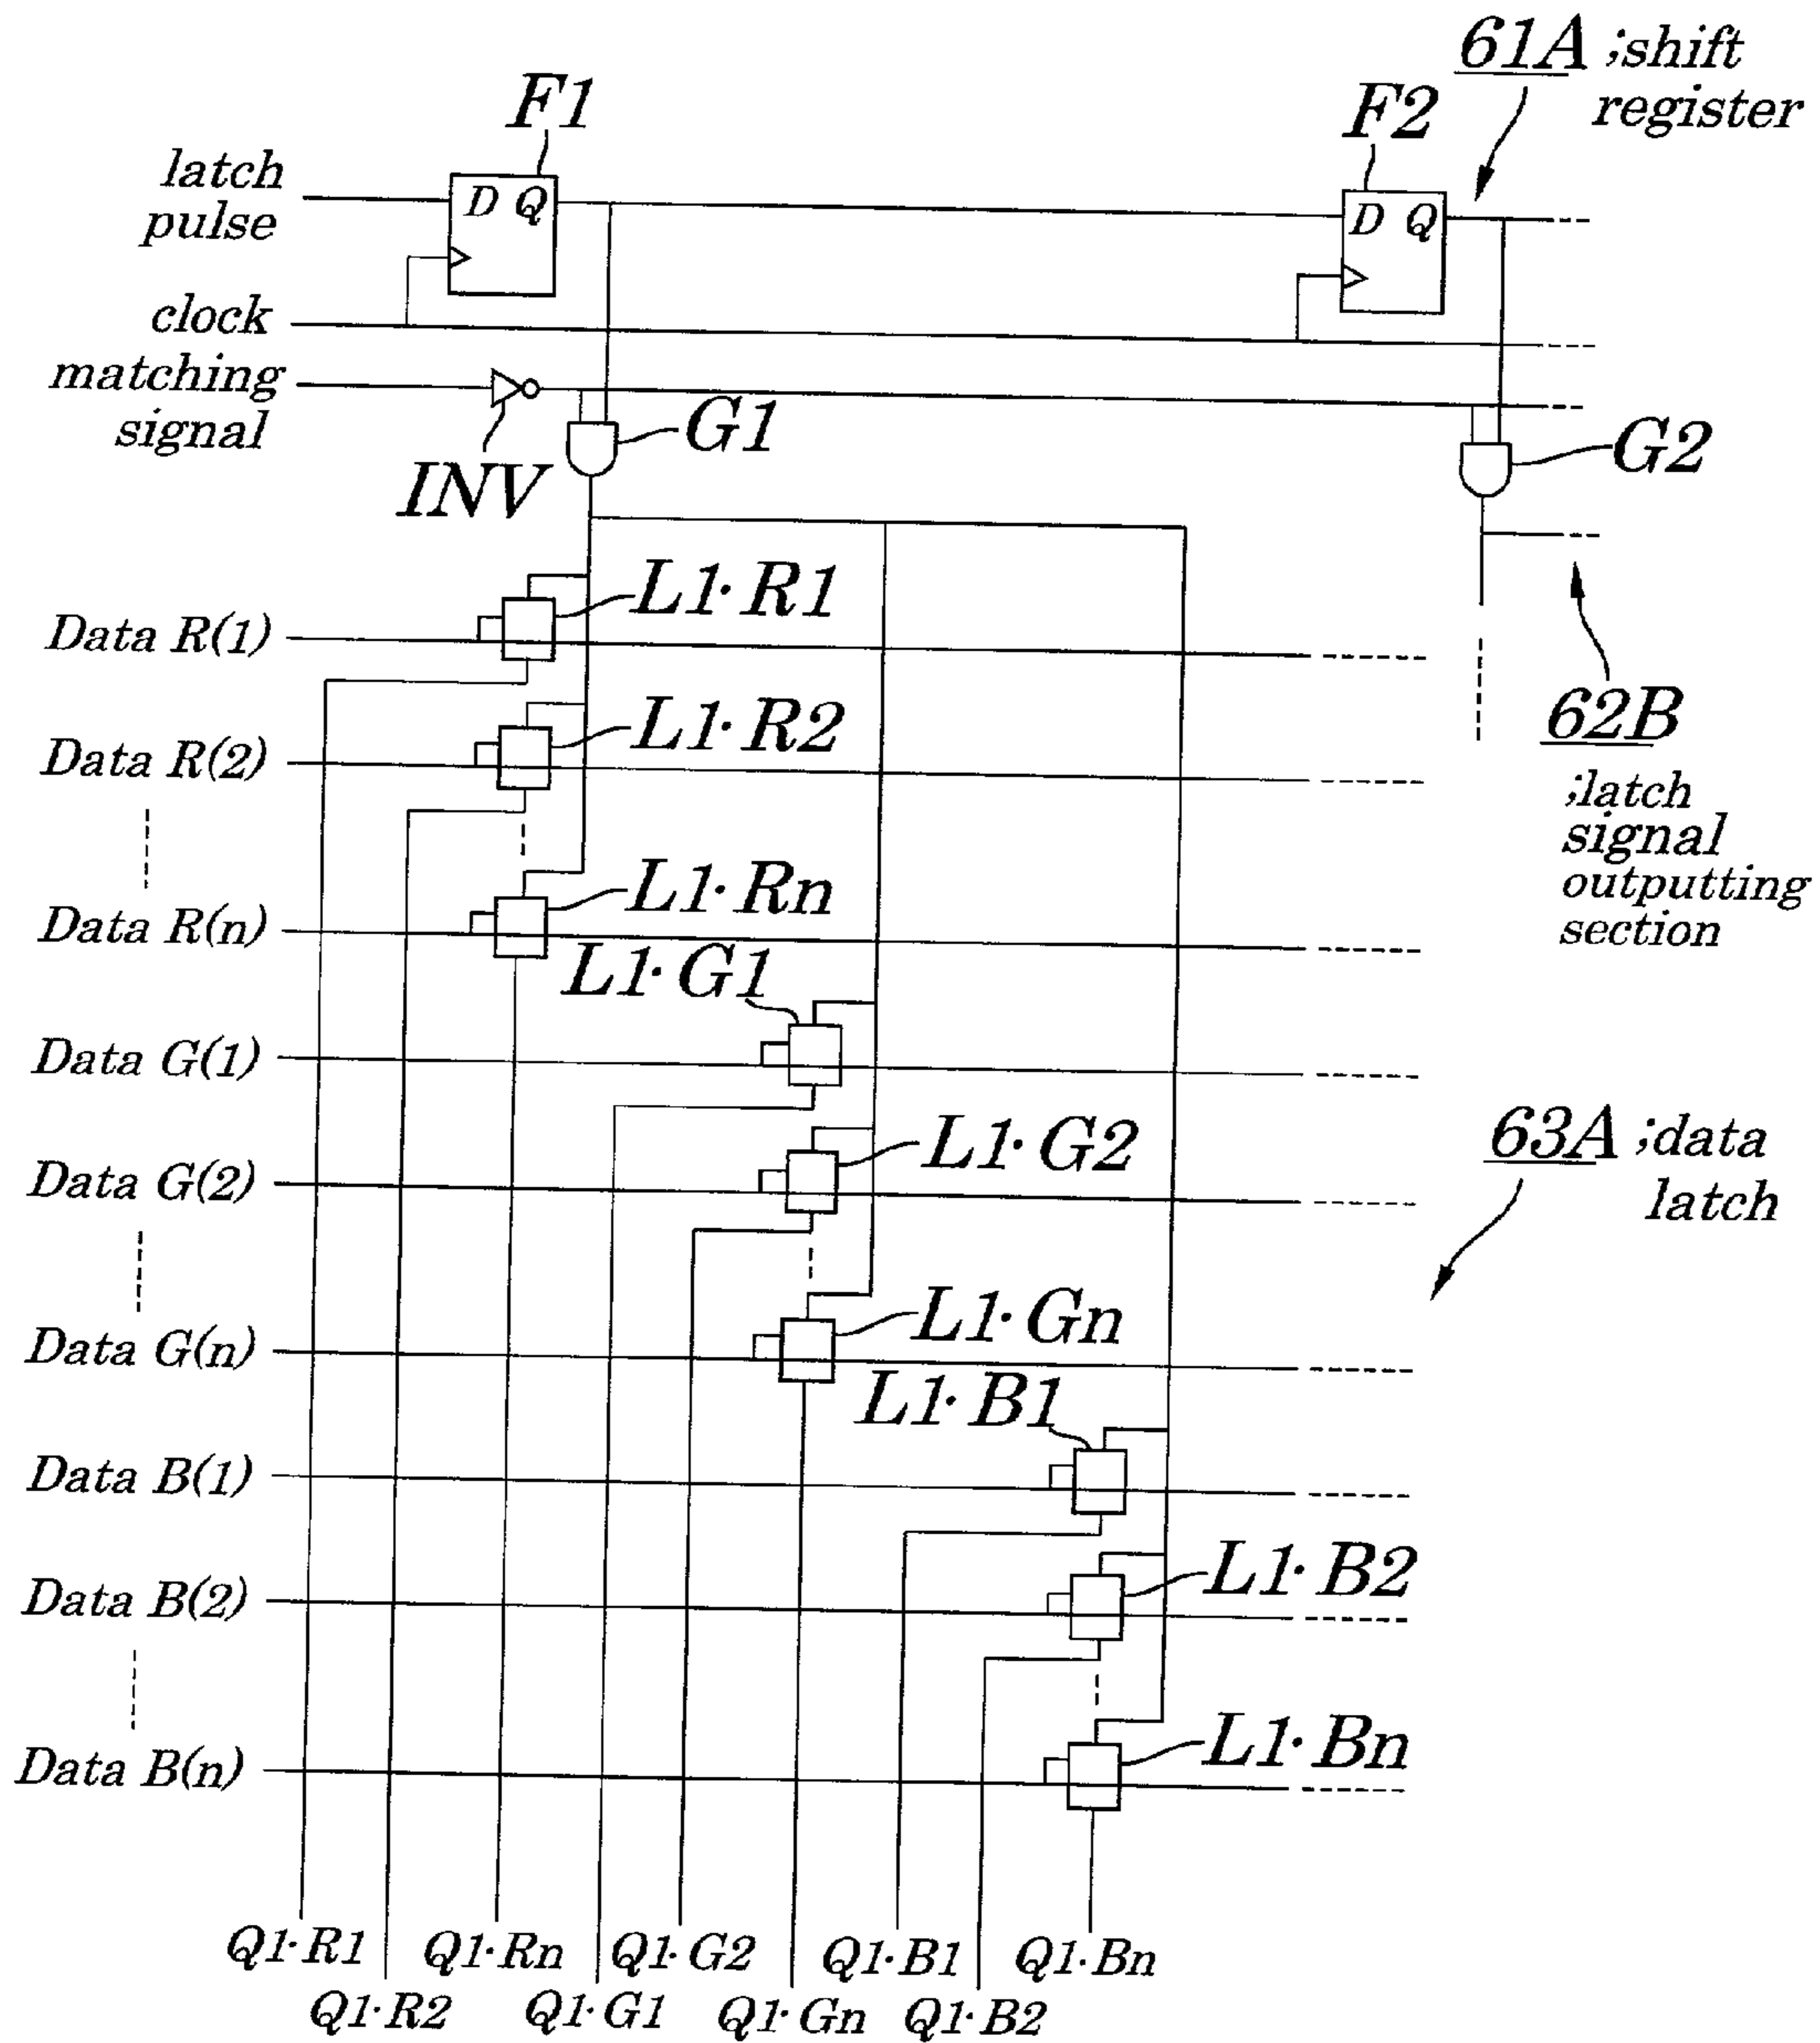 61A ;shift
register
F1
F2
latch
pulse
D Q
D Q
clock
matching
signal
INV
G1
G2
L1·R1
Data R(1)
L1·R2
62B
Data R(2)
;latch
signal
outputting
section
L1·Rn
Data R(n)
L1·G1
Data G(1)
L1·G2
63A ;data
latch
Data G(2)
L1·Gn
Data G(n)
L1·B1
Data B(1)
L1·B2
Data B(2)
L1·Bn
Data B(n)
Q1·R1
Q1·Rn
Q1·G2
Q1·B1
Q1·Bn
Q1·R2
Q1·G1
Q1·Gn
Q1·B2